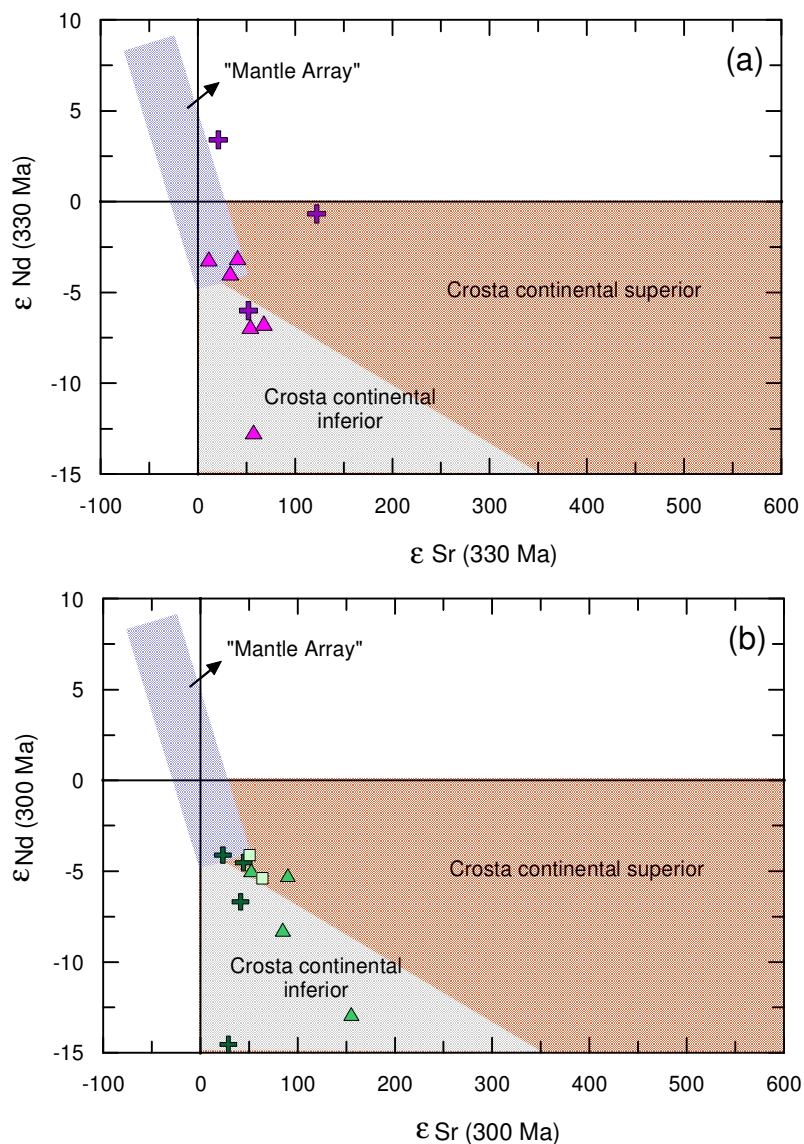 10
(a)
"Mantle Array"
5
0
Crosta continental superior
-5
-10
Crosta continental
inferior
-15
-100 0 100 200 300 400 500 600
ε Nd (330 Ma)
ε Sr (330 Ma)
10
(b)
"Mantle Array"
5
0
-5
Crosta continental superior
-10
Crosta continental
inferior
-15
-100 0 100 200 300 400 500 600
ε Nd (300 Ma)
ε Sr (300 Ma)